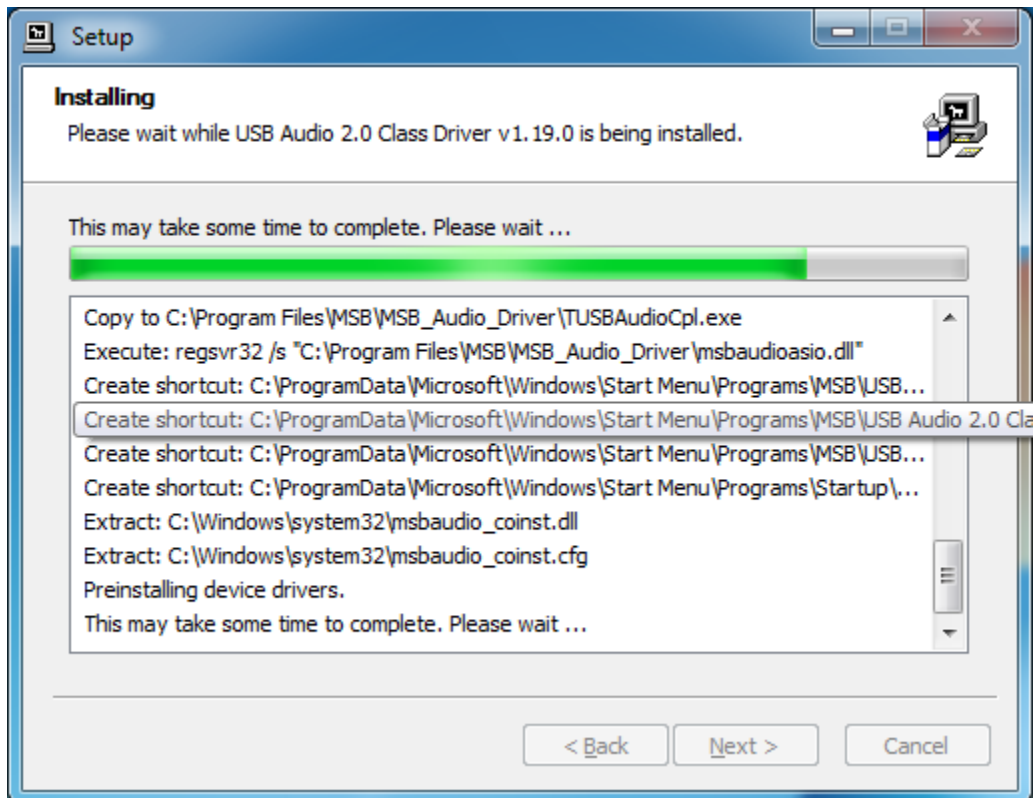 Setup
Installing
Please wait while USB Audio 2.0 Class Driver v1.19.0 is being installed.
This may take some time to complete. Please wait ...
Copy to C:\Program Files\MSB\MSB_Audio_Driver\TUSBAudioCpl.exe
Execute: regsvr32 /s "C:\Program Files\MSB\MSB_Audio_Driver\msbaudioasio.dll"
Create shortcut: C:\ProgramData\Microsoft\Windows\Start Menu\Programs\MSB\USB...
Create shortcut: C:\ProgramData\Microsoft\Windows\Start Menu\Programs\MSB\USB Audio 2.0 Cla
Create shortcut: C:\ProgramData\Microsoft\Windows\Start Menu\Programs\MSB\USB...
Create shortcut: C:\ProgramData\Microsoft\Windows\Start Menu\Programs\Startup\...
Extract: C:\Windows\system32\msbaudio_coinst.dll
Extract: C:\Windows\system32\msbaudio_coinst.cfg
Preinstalling device drivers.
This may take some time to complete. Please wait ...
< Back
Next >
Cancel